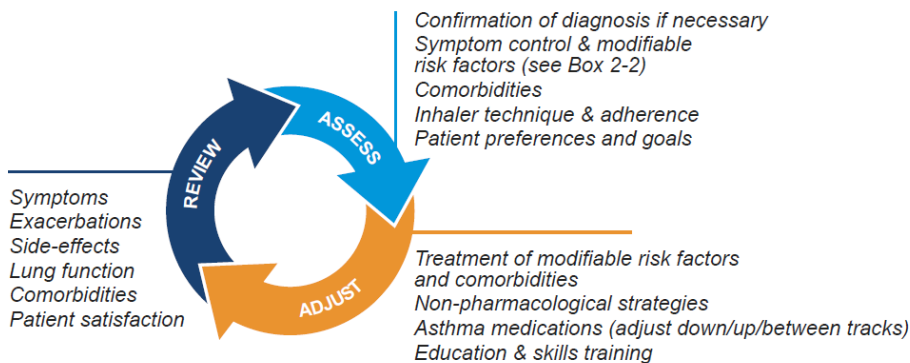 Confirmation of diagnosis if necessary
Symptom control & modifiable
risk factors (see Box 2-2)
Comorbidities
Inhaler technique & adherence
Patient preferences and goals
ASSESS
REVIEW
Symptoms
Exacerbations
Side-effects
Lung function
Comorbidities
Patient satisfaction
ADJUST
Treatment of modifiable risk factors
and comorbidities
Non-pharmacological strategies
Asthma medications (adjust down/up/between tracks)
Education & skills training